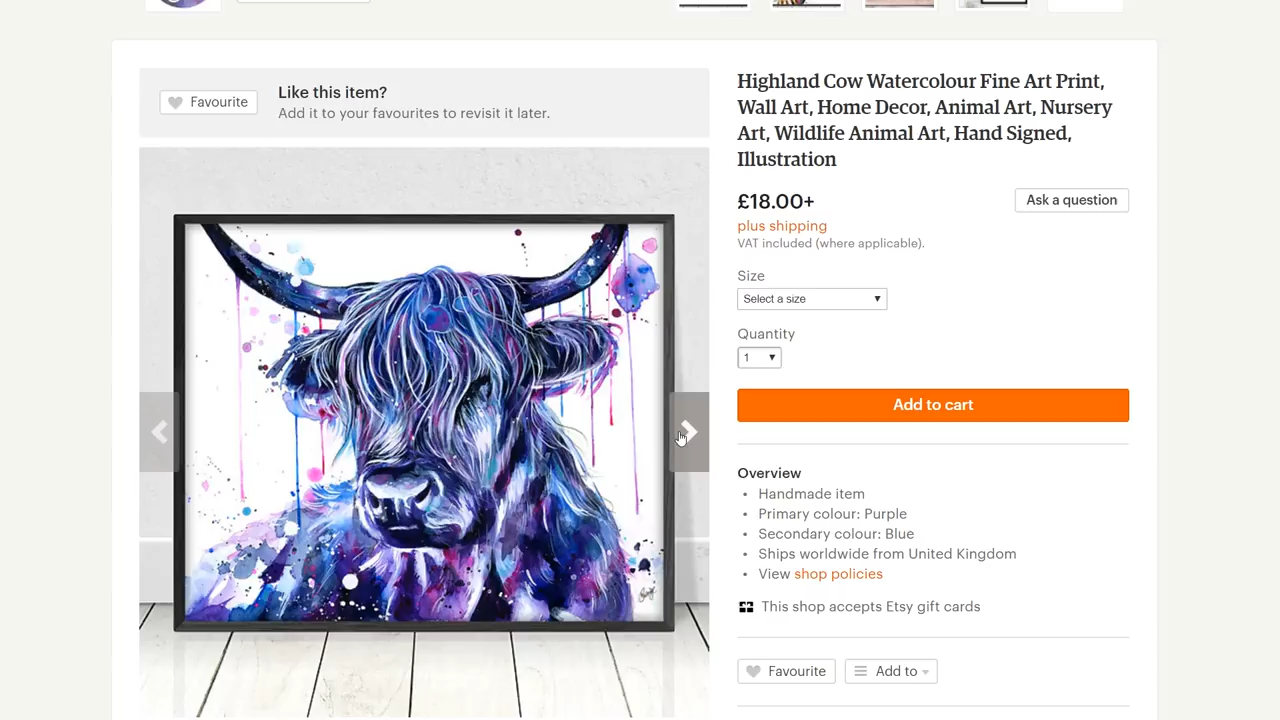 Favourite
Like this item?
Add it to your favourites to revisit it later.
Highland Cow Watercolour Fine Art Print,
Wall Art, Home Decor, Animal Art, Nursery
Art, Wildlife Animal Art, Hand Signed,
Illustration
£18.00+
Ask a question
plus shipping
VAT included (where applicable).
Size
Select a size
Quantity
1
Add to cart
Overview
• Handmade item
• Primary colour: Purple
• Secondary colour: Blue
• Ships worldwide from United Kingdom
• View shop policies
This shop accepts Etsy gift cards
Favourite
Add to